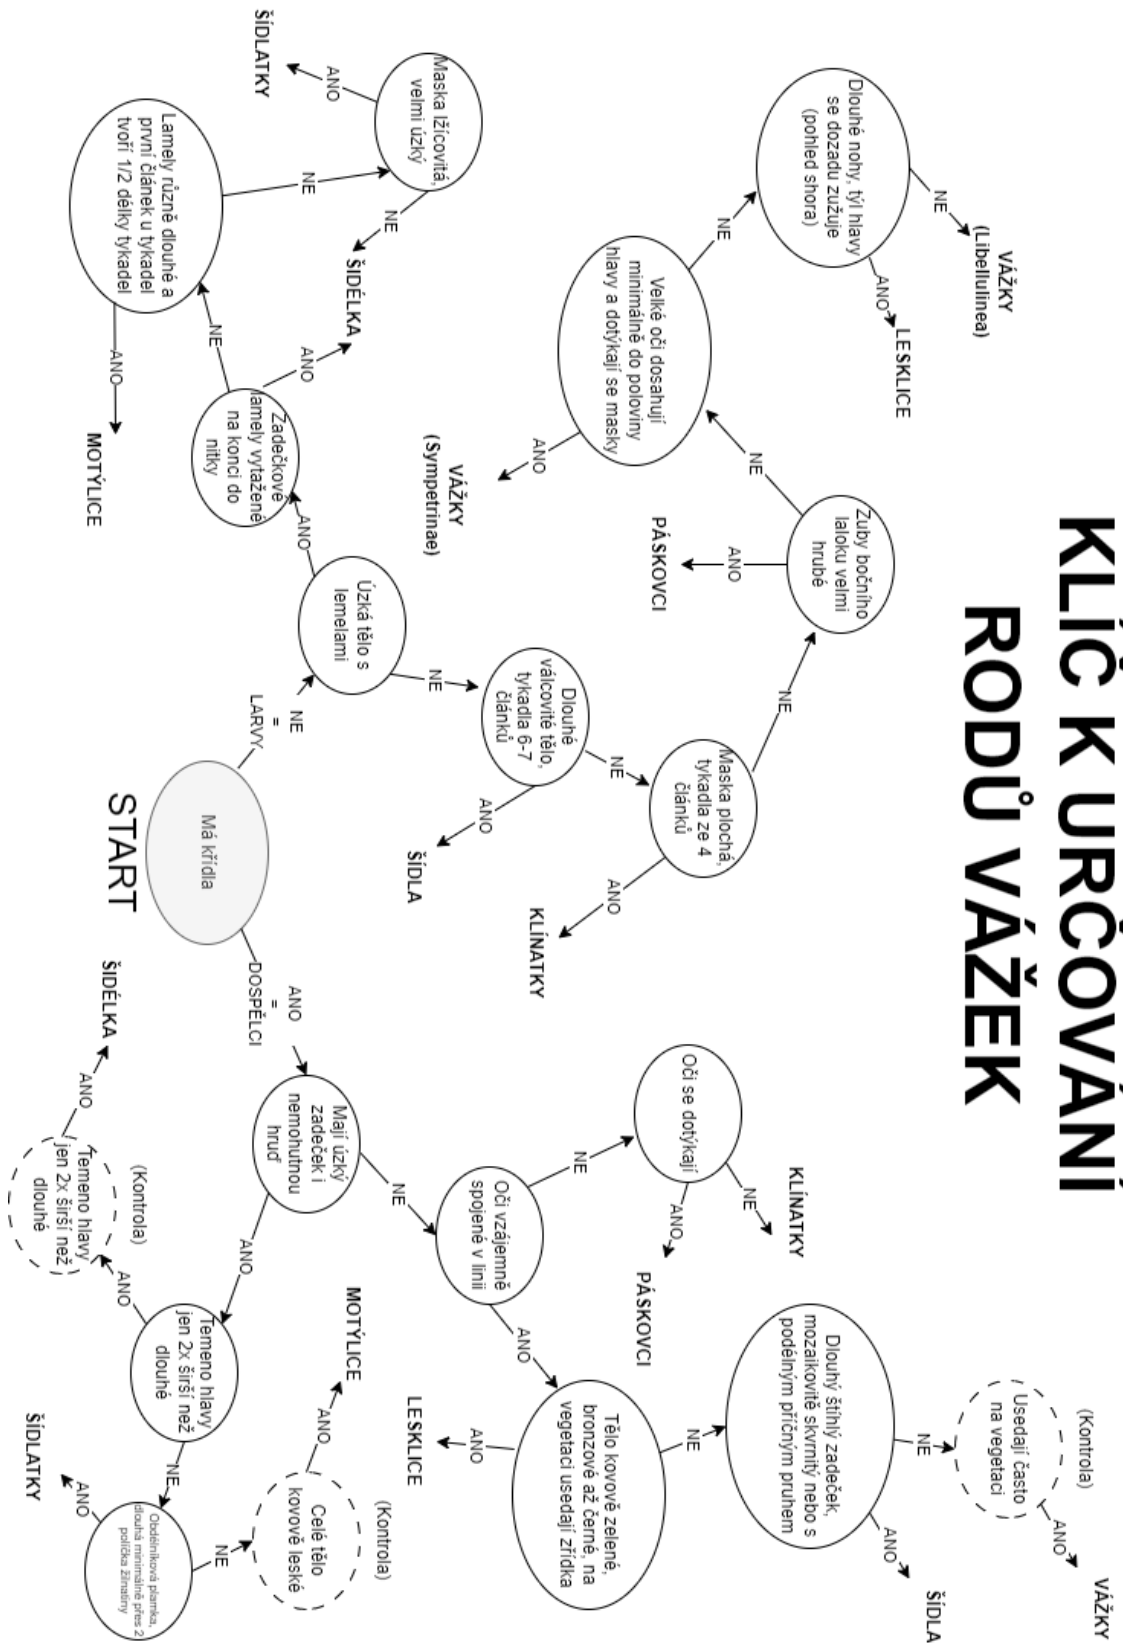 KLÍČ K URČOVÁNÍ
RODŮ VÁŽEK
START
Má křídla
NE
=
LARVY
Úzká tělo s
lemelami
ANO
Zadečkové
lamely vytažené
na konci do
nitky
ANO
ŠIDÉLKA
NE
Lamely různě dlouhé a
první článek u tykadel
tvoří 1/2 délky tykadel
ANO
MOTÝLICE
NE
Maska lžícovitá,
velmi úzký
ANO
ŠÍDLATKY
NE
NE
Dlouhé
válcovité tělo,
tykadla 6-7
článků
ANO
ŠÍDLA
NE
Maska plochá,
tykadla ze 4
článků
ANO
KLÍNATKY
NE
Zuby bočního
laloku velmi
hrubé
ANO
PÁSKOVCI
NE
Velké oči dosahují
minimálně do poloviny
hlavy a dotýkají se masky
ANO
VÁŽKY
(Sympetrinae)
NE
Dlouhé nohy, týl hlavy
se dozadu zužuje
(pohled shora)
ANO
LESKLICE
NE
VÁŽKY
(Libellulinea)
ANO
=
DOSPĚLCI
Mají úzký
zadeček i
nemohutnou
hruď
NE
Oči vzájemně
spojené v linii
NE
Oči se dotýkají
NE
KLÍNATKY
ANO
PÁSKOVCI
ANO
Tělo kovově zelené,
bronzové až černé, na
vegetaci usedají zřídka
ANO
LESKLICE
NE
Dlouhý štíhlý zadeček,
mozaikovitě skvrnitý nebo s
podélným příčným pruhem
ANO
ŠÍDLA
NE
(Kontrola)
Usedají často
na vegetaci
ANO
VÁŽKY
ANO
Temeno hlavy
jen 2x širší než
dlouhé
ANO
(Kontrola)
Temeno hlavy
jen 2x širší než
dlouhé
ANO
ŠIDÉLKA
NE
Obdélníková plamka,
dlouhá minimálně přes 2
políčka žilnatiny
ANO
ŠÍDLATKY
NE
(Kontrola)
Celé tělo
kovově leské
ANO
MOTÝLICE